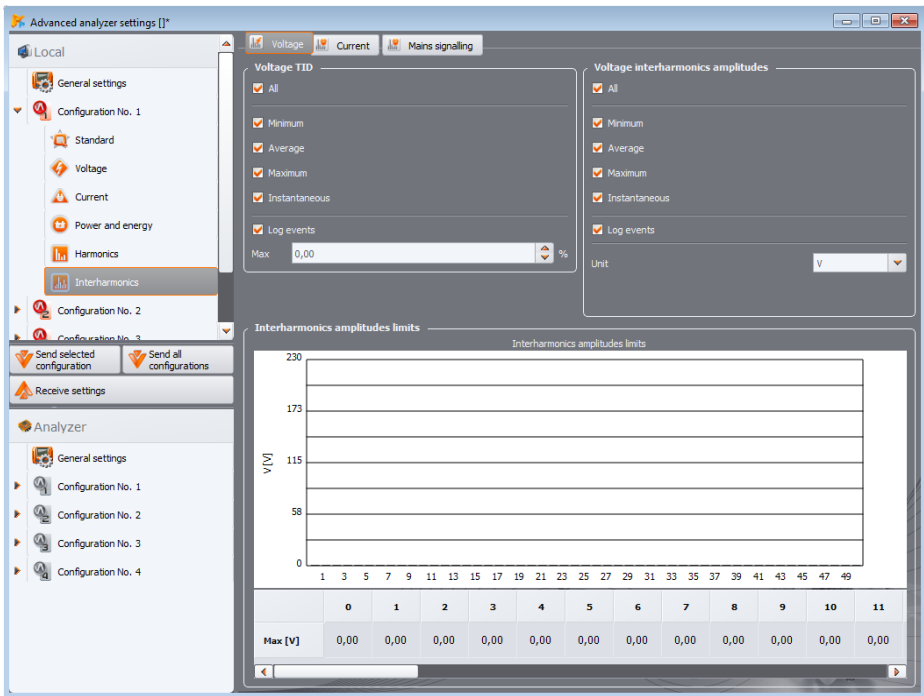 Advanced analyzer settings []*
Local
General settings
Configuration No. 1
Standard
Voltage
Current
Power and energy
Harmonics
Interharmonics
Configuration No. 2
Configuration No. 3
Send selected configuration
Send all configurations
Receive settings
Analyzer
General settings
Configuration No. 1
Configuration No. 2
Configuration No. 3
Configuration No. 4
Voltage Current Mains signalling
Voltage TID
All
Minimum
Average
Maximum
Instantaneous
Log events
Max 0,00 %
Voltage interharmonics amplitudes
All
Minimum
Average
Maximum
Instantaneous
Log events
Unit V
Interharmonics amplitudes limits
Interharmonics amplitudes limits
230
173
115
58
0
V [V]
1 3 5 7 9 11 13 15 17 19 21 23 25 27 29 31 33 35 37 39 41 43 45 47 49
0 1 2 3 4 5 6 7 8 9 10 11
Max [V] 0,00 0,00 0,00 0,00 0,00 0,00 0,00 0,00 0,00 0,00 0,00 0,00